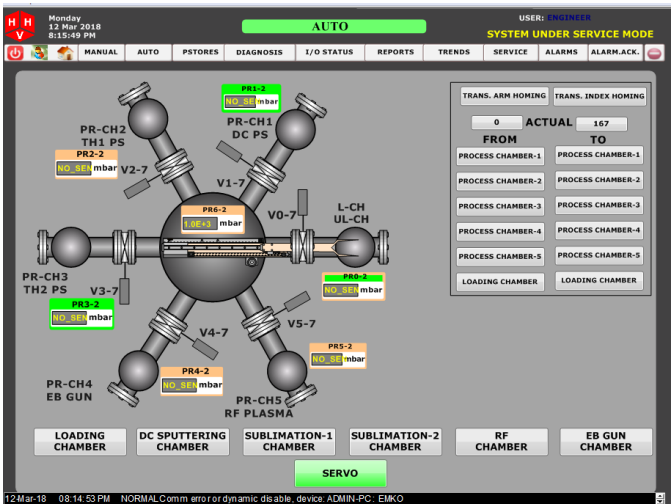 H H
V
Monday
12 Mar 2018
8:15:49 PM
AUTO
USER: ENGINEER
SYSTEM UNDER SERVICE MODE
MANUAL AUTO PSTORES DIAGNOSIS I/O STATUS REPORTS TRENDS SERVICE ALARMS ALARM.ACK.
PR1-2
NO_SEN mbar
PR-CH2
TH1 PS
PR-CH1
DC PS
PR2-2
NO_SEN mbar
V2-7
V1-7
PR6-2
1.0E+3 mbar
V0-7
L-CH
UL-CH
PR-CH3
TH2 PS
V3-7
PR0-2
NO_SEN mbar
PR3-2
NO_SEN mbar
V4-7
V5-7
PR4-2
NO_SEN mbar
PR5-2
NO_SE mbar
PR-CH4
EB GUN
PR-CH5
RF PLASMA
TRANS. ARM HOMING TRANS. INDEX HOMING
0 ACTUAL 167
FROM TO
PROCESS CHAMBER-1 PROCESS CHAMBER-1
PROCESS CHAMBER-2 PROCESS CHAMBER-2
PROCESS CHAMBER-3 PROCESS CHAMBER-3
PROCESS CHAMBER-4 PROCESS CHAMBER-4
PROCESS CHAMBER-5 PROCESS CHAMBER-5
LOADING CHAMBER LOADING CHAMBER
LOADING CHAMBER
DC SPUTTERING CHAMBER
SUBLIMATION-1 CHAMBER
SUBLIMATION-2 CHAMBER
RF CHAMBER
EB GUN CHAMBER
SERVO
12-Mar-18 08:14:53 PM NORMAL Comm error or dynamic disable, device: ADMIN-PC: EMKO